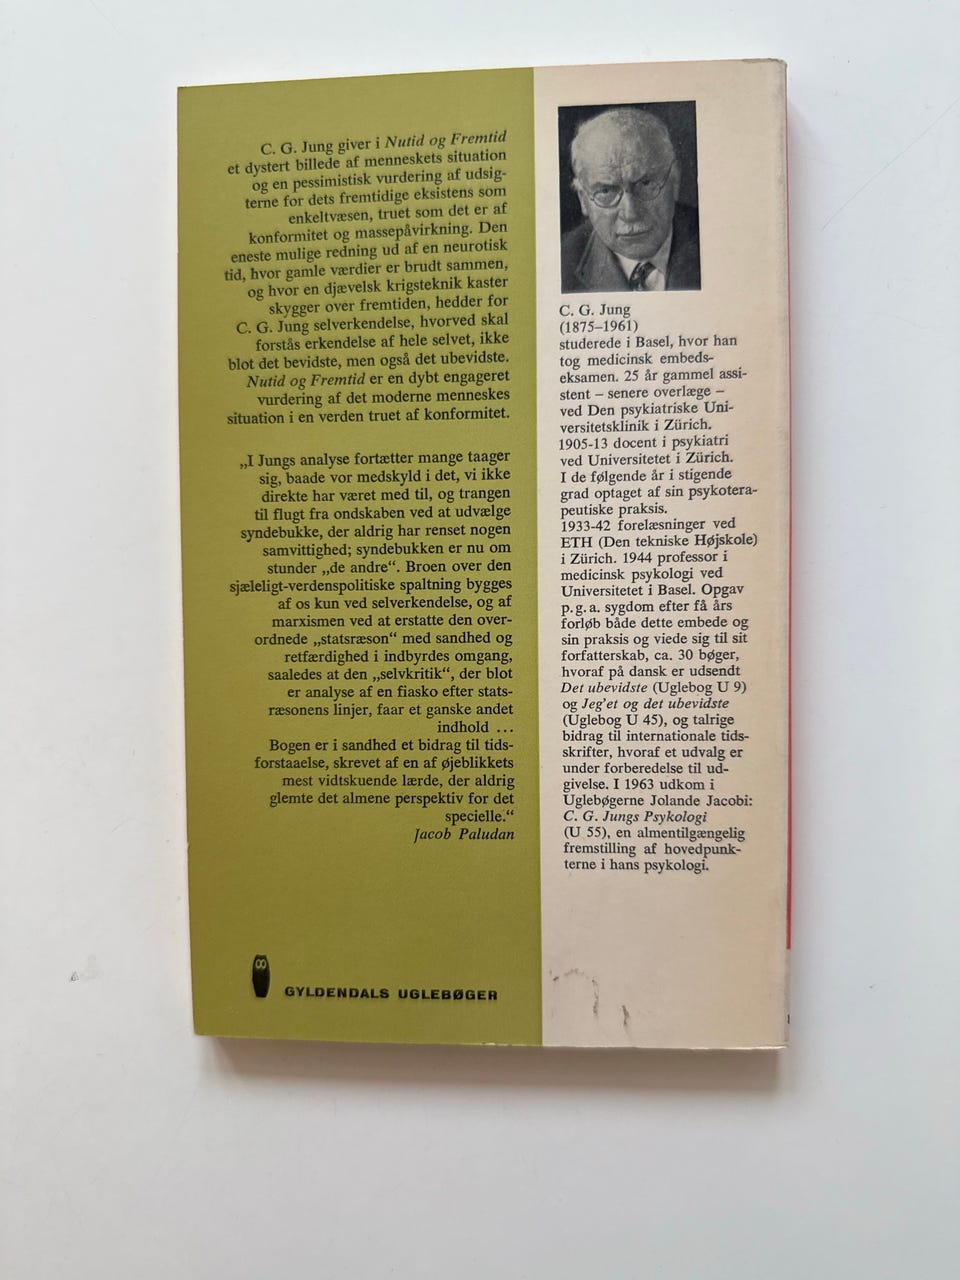 C. G. Jung giver i Nutid og Fremtid
et dystert billede af menneskets situation
og en pessimistisk vurdering af udsig-
terne for dets fremtidige eksistens som
enkeltvæsen, truet som det er af
konformitet og massepåvirkning. Den
eneste mulige redning ud af en neurotisk
tid, hvor gamle værdier er brudt sammen,
og hvor en djævelsk krigsteknik kaster
skygger over fremtiden, hedder for
C. G. Jung selverkendelse, hvorved skal
forstås erkendelse af hele selvet, ikke
blot det bevidste, men også det ubevidste.
Nutid og Fremtid er en dybt engageret
vurdering af det moderne menneskes
situation i en verden truet af konformitet.
„I Jungs analyse fortætter mange taager
sig, baade vor medskyld i det, vi ikke
direkte har været med til, og trangen
til flugt fra ondskaben ved at udvælge
syndebukke, der aldrig har renset nogen
samvittighed; syndebukken er nu om
stunder „de andre“. Broen over den
sjæleligt-verdenspolitiske spaltning bygges
af os kun ved selverkendelse, og af
marxismen ved at erstatte den over-
ordnede „statsræson“ med sandhed og
retfærdighed i indbyrdes omgang,
saaledes at den „selvkritik“, der blot
er analyse af en fiasko efter stats-
ræsonens linjer, faar et ganske andet
indhold ...
Bogen er i sandhed et bidrag til tids-
forstaaelse, skrevet af en af øjeblikkets
mest vidtskuende lærde, der aldrig
glemte det almene perspektiv for det
specielle.“
Jacob Paludan
GYLDENDALS UGLEBØGER
C. G. Jung
(1875–1961)
studerede i Basel, hvor han
tog medicinsk embeds-
eksamen. 25 år gammel assi-
stent – senere overlæge –
ved Den psykiatriske Uni-
versitetsklinik i Zürich.
1905-13 docent i psykiatri
ved Universitetet i Zürich.
I de følgende år i stigende
grad optaget af sin psykotera-
peutiske praksis.
1933-42 forelæsninger ved
ETH (Den tekniske Højskole)
i Zürich. 1944 professor i
medicinsk psykologi ved
Universitetet i Basel. Opgav
p.g.a. sygdom efter få års
forløb både dette embede og
sin praksis og viede sig til sit
forfatterskab, ca. 30 bøger,
hvoraf på dansk er udsendt
Det ubevidste (Uglebog U 9)
og Jeg'et og det ubevidste
(Uglebog U 45), og talrige
bidrag til internationale tids-
skrifter, hvoraf et udvalg er
under forberedelse til ud-
givelse. I 1963 udkom i
Uglebøgerne Jolande Jacobi:
C. G. Jungs Psykologi
(U 55), en almentilgængelig
fremstilling af hovedpunk-
terne i hans psykologi.